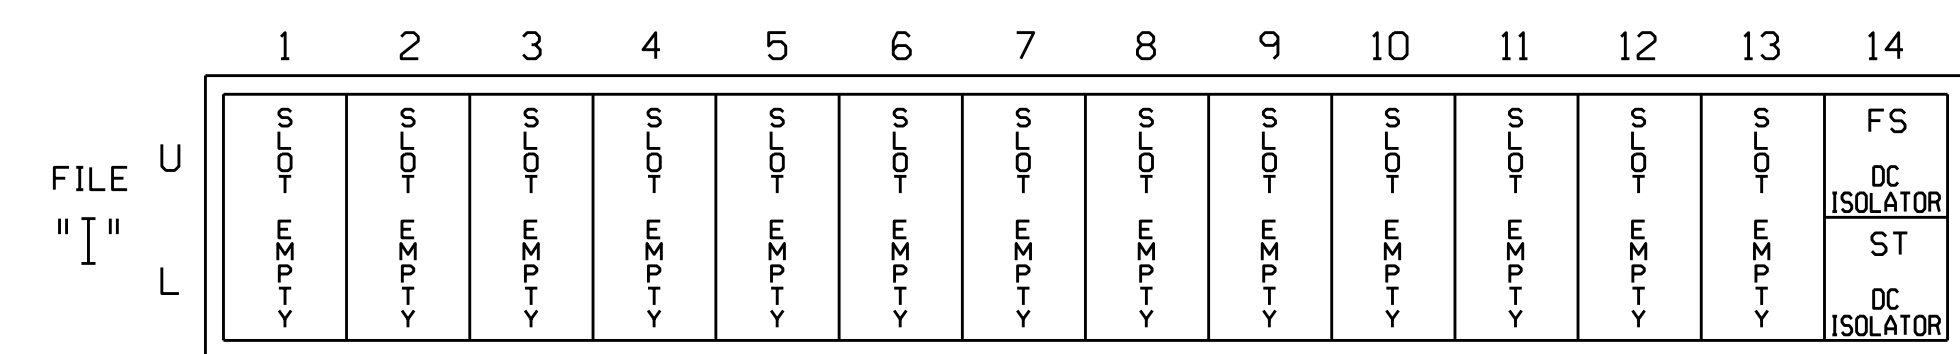 1 2 3 4 5 6 7 8 9 10 11 12 13 14
FILE
"I"
U
L
SLOT EMPTY
SLOT EMPTY
SLOT EMPTY
SLOT EMPTY
SLOT EMPTY
SLOT EMPTY
SLOT EMPTY
SLOT EMPTY
SLOT EMPTY
SLOT EMPTY
SLOT EMPTY
SLOT EMPTY
SLOT EMPTY
FS
DC
ISOLATOR
ST
DC
ISOLATOR